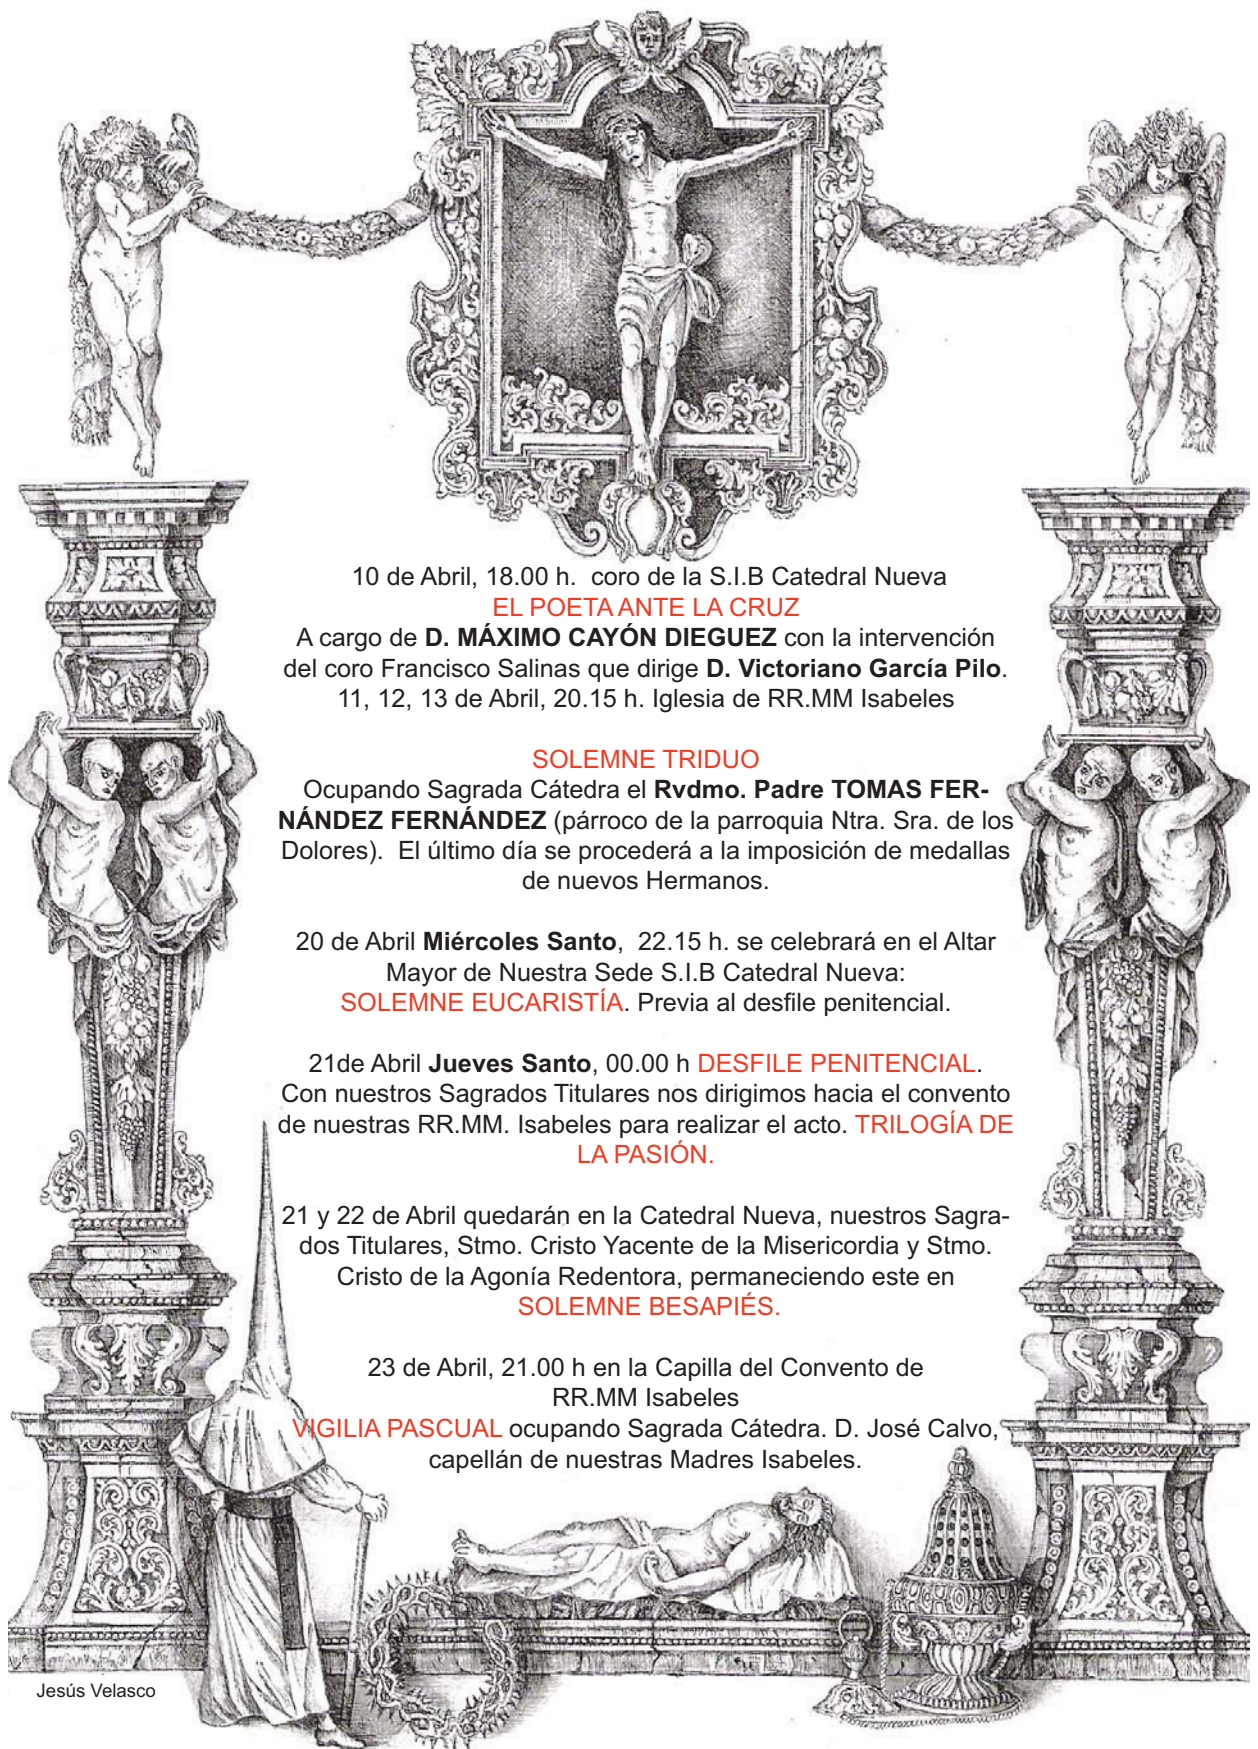 10 de Abril, 18.00 h.  coro de la S.I.B Catedral Nueva
EL POETA ANTE LA CRUZ
A cargo de D. MÁXIMO CAYÓN DIEGUEZ con la intervención
del coro Francisco Salinas que dirige D. Victoriano García Pilo.
11, 12, 13 de Abril, 20.15 h. Iglesia de RR.MM Isabeles
SOLEMNE TRIDUO
Ocupando Sagrada Cátedra el Rvdmo. Padre TOMAS FER-
NÁNDEZ FERNÁNDEZ (párroco de la parroquia Ntra. Sra. de los
Dolores).  El último día se procederá a la imposición de medallas
de nuevos Hermanos.
20 de Abril Miércoles Santo,  22.15 h. se celebrará en el Altar
Mayor de Nuestra Sede S.I.B Catedral Nueva:
SOLEMNE EUCARISTÍA. Previa al desfile penitencial.
21de Abril Jueves Santo, 00.00 h DESFILE PENITENCIAL.
Con nuestros Sagrados Titulares nos dirigimos hacia el convento
de nuestras RR.MM. Isabeles para realizar el acto. TRILOGÍA DE
LA PASIÓN.
21 y 22 de Abril quedarán en la Catedral Nueva, nuestros Sagra-
dos Titulares, Stmo. Cristo Yacente de la Misericordia y Stmo.
Cristo de la Agonía Redentora, permaneciendo este en
SOLEMNE BESAPIÉS.
23 de Abril, 21.00 h en la Capilla del Convento de
RR.MM Isabeles
VIGILIA PASCUAL ocupando Sagrada Cátedra. D. José Calvo,
capellán de nuestras Madres Isabeles.
Jesús Velasco